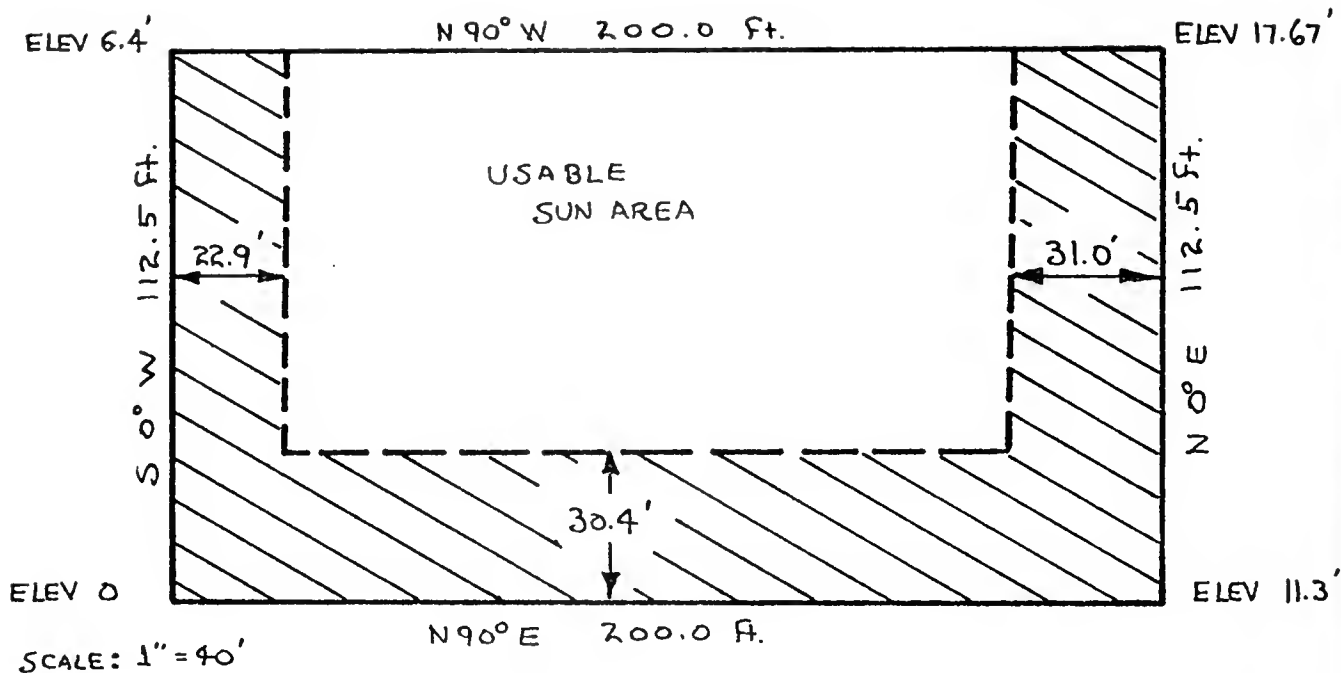 ELEV 6.4'
N 90° W 200.0 Ft.
ELEV 17.67'
S 0° W 112.5 Ft.
USABLE
SUN AREA
N 0° E 112.5 Ft.
22.9'
31.0'
30.4'
ELEV 0
ELEV 11.3'
N 90° E 200.0 Ft.
SCALE: 1" = 40'